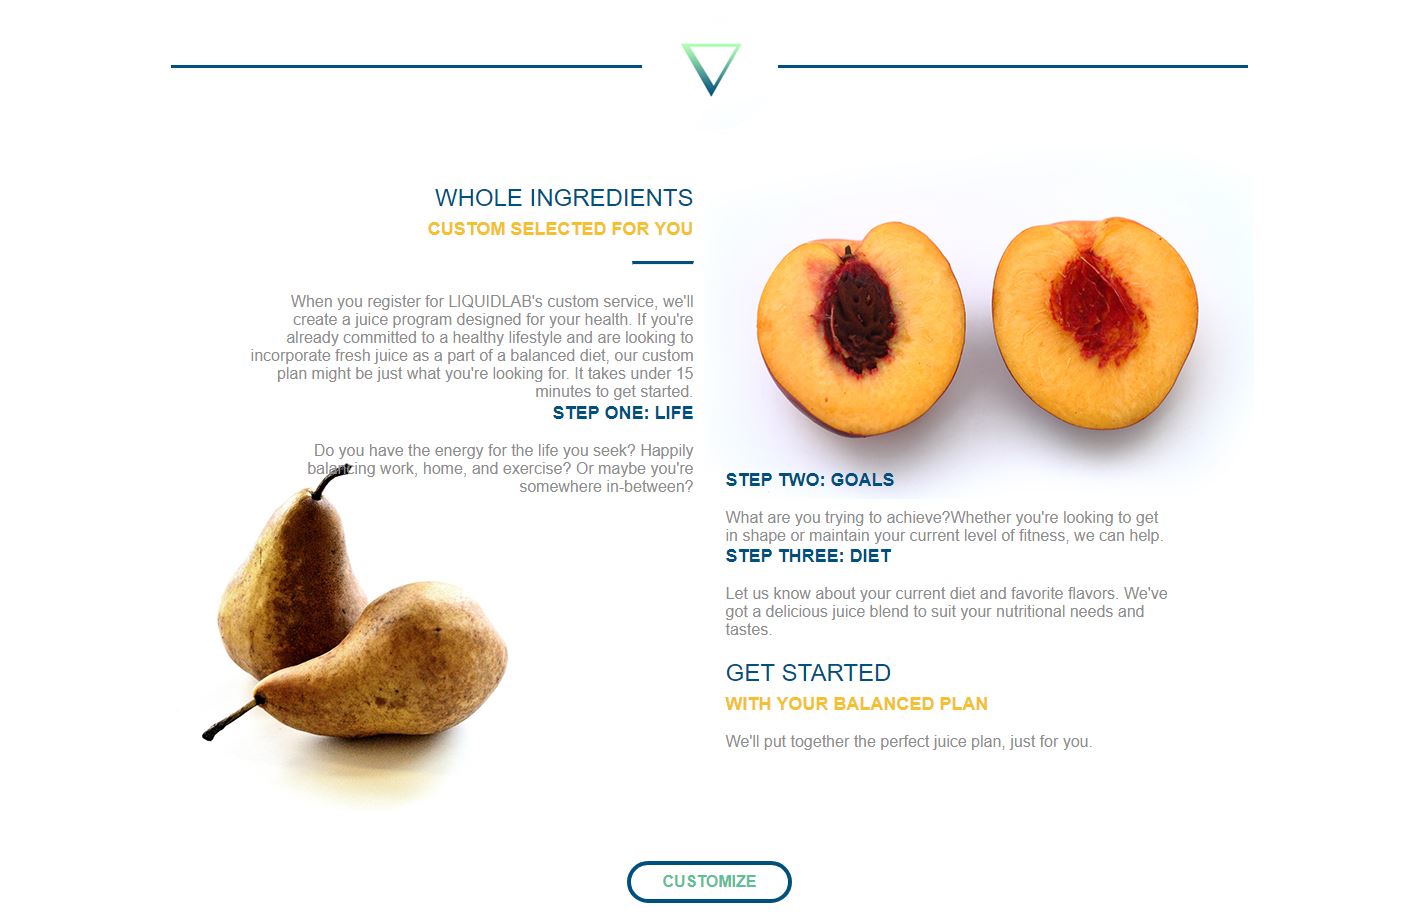 WHOLE INGREDIENTS
CUSTOM SELECTED FOR YOU
When you register for LIQUIDLAB's custom service, we'll
create a juice program designed for your health. If you're
already committed to a healthy lifestyle and are looking to
incorporate fresh juice as a part of a balanced diet, our custom
plan might be just what you're looking for. It takes under 15
minutes to get started.
STEP ONE: LIFE
Do you have the energy for the life you seek? Happily
balancing work, home, and exercise? Or maybe you're
somewhere in-between?
STEP TWO: GOALS
What are you trying to achieve?Whether you're looking to get
in shape or maintain your current level of fitness, we can help.
STEP THREE: DIET
Let us know about your current diet and favorite flavors. We've
got a delicious juice blend to suit your nutritional needs and
tastes.
GET STARTED
WITH YOUR BALANCED PLAN
We'll put together the perfect juice plan, just for you.
CUSTOMIZE